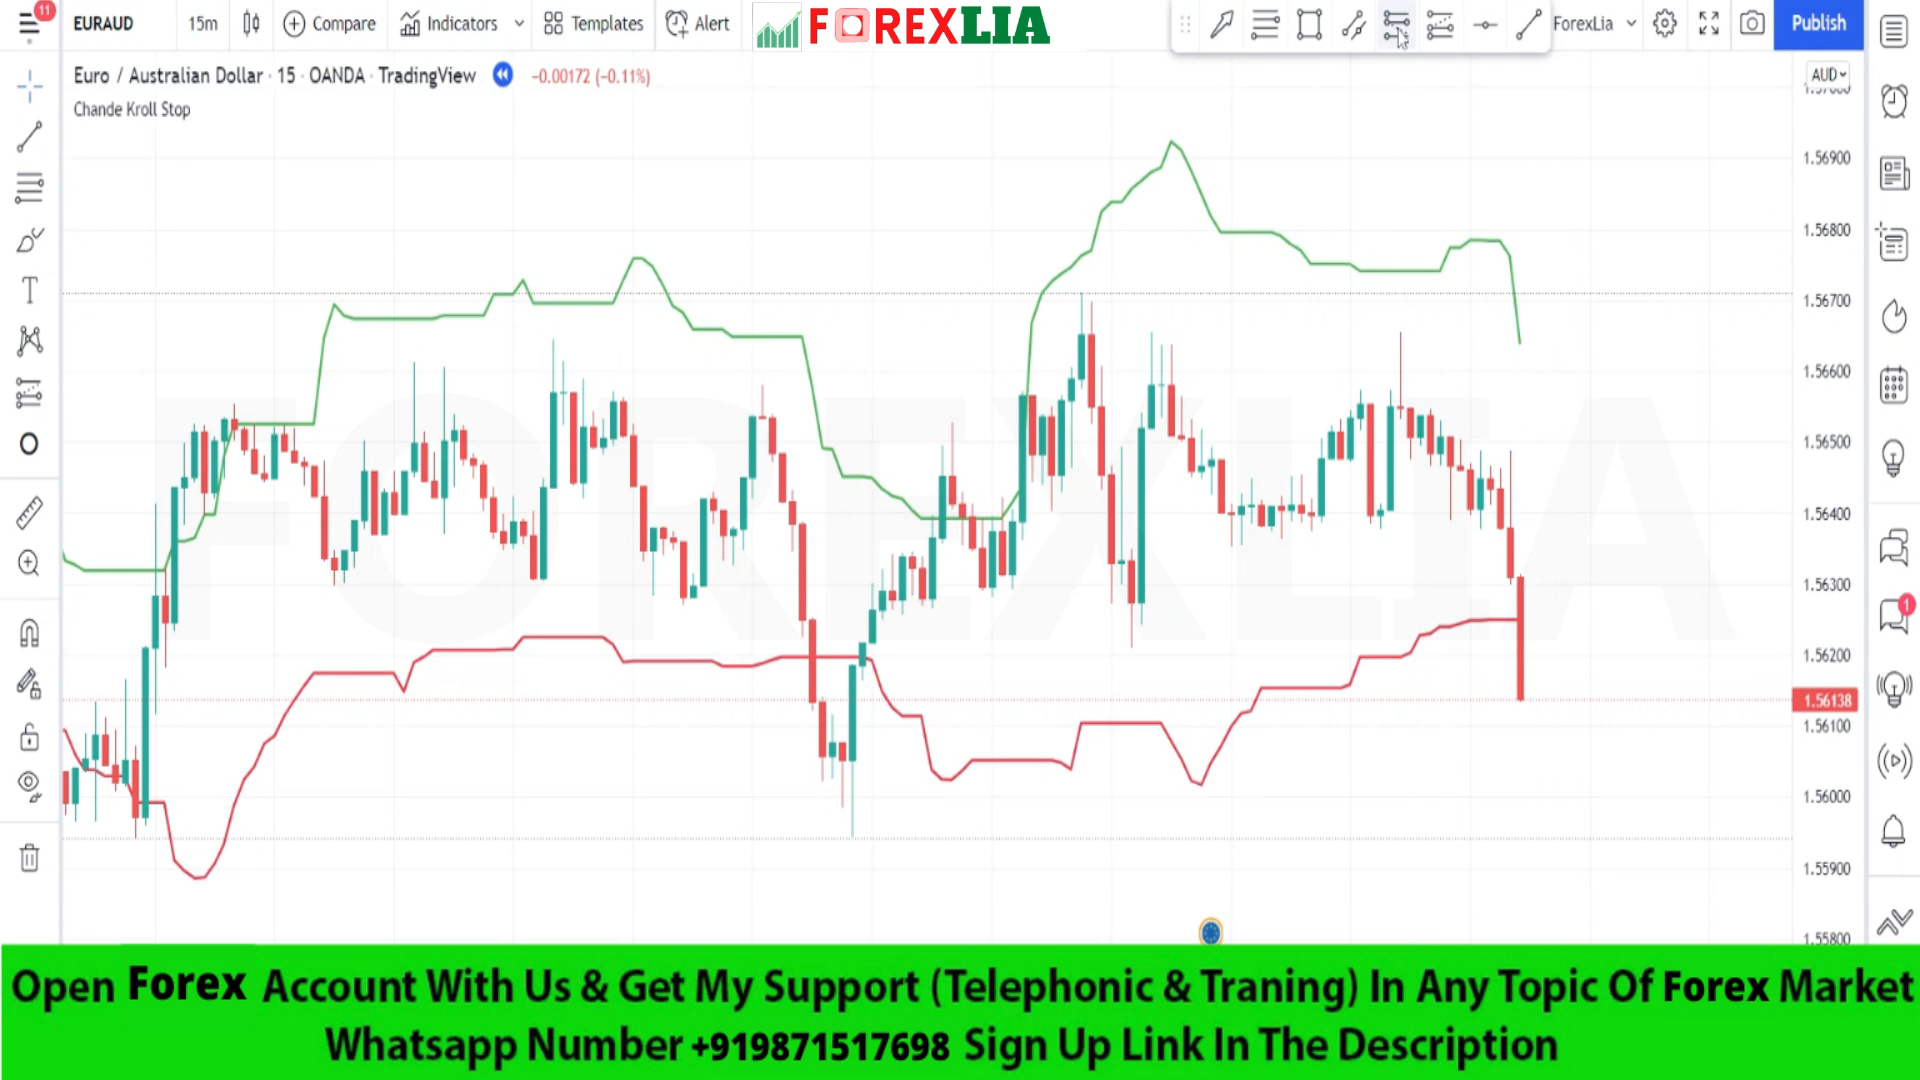 11
EURAUD 15m Compare Indicators Templates Alert FOREXLIA ForexLia Publish
Euro / Australian Dollar · 15 · OANDA · TradingView −0.00172 (−0.11%)
AUD
Chande Kroll Stop
1.56900
1.56800
1.56700
1.56600
1.56500
1.56400
1.56300
1
1.56200
1.56138
1.56100
1.56000
1.55900
1.55800
FOREXLIA
Open Forex Account With Us & Get My Support (Telephonic & Traning) In Any Topic Of Forex Market
Whatsapp Number +919871517698 Sign Up Link In The Description